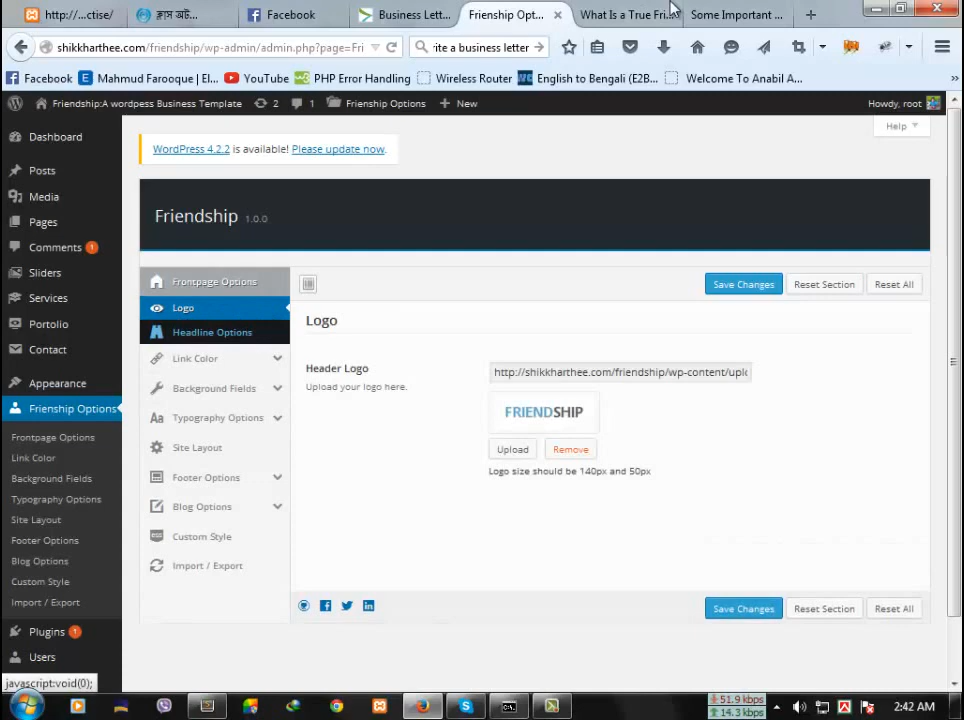 http://...ctise/
ক্লাস অট...
Facebook
Business Lett...
Frienship Opt...
What Is a True Fri...
Some Important ...
shikkharthee.com/friendship/wp-admin/admin.php?page=Fri
rite a business letter
Facebook
Mahmud Farooque | El...
YouTube
PHP Error Handling
Wireless Router
English to Bengali (E2B...
Welcome To Anabil A...
Friendship:A wordpess Business Template
2
1
Frienship Options
New
Howdy, root
Help
Dashboard
Posts
Media
Pages
Comments 1
Sliders
Services
Portolio
Contact
Appearance
Frienship Options
Frontpage Options
Link Color
Background Fields
Typography Options
Site Layout
Footer Options
Blog Options
Custom Style
Import / Export
Plugins 1
Users
javascript:void(0);
WordPress 4.2.2 is available! Please update now.
Friendship 1.0.0
Frontpage Options
Logo
Headline Options
Link Color
Background Fields
Typography Options
Site Layout
Footer Options
Blog Options
Custom Style
Import / Export
Save Changes
Reset Section
Reset All
Logo
Header Logo
Upload your logo here.
http://shikkharthee.com/friendship/wp-content/uplo
FRIENDSHIP
Upload
Remove
Logo size should be 140px and 50px
Save Changes
Reset Section
Reset All
51.9 kbps
14.3 kbps
2:42 AM